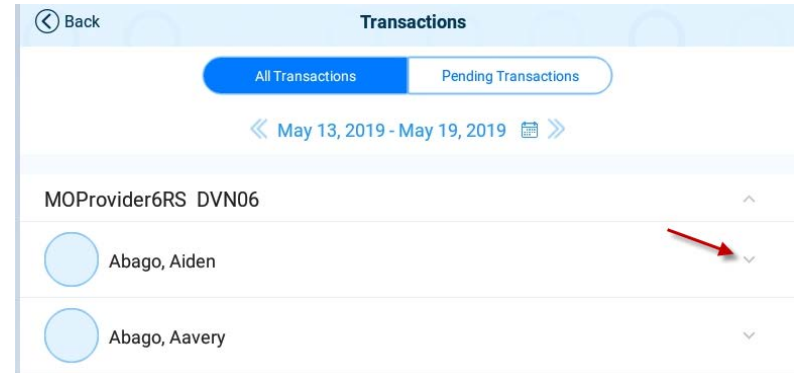 Back
Transactions
All Transactions
Pending Transactions
May 13, 2019 - May 19, 2019
MOProvider6RS DVN06
Abago, Aiden
Abago, Aavery